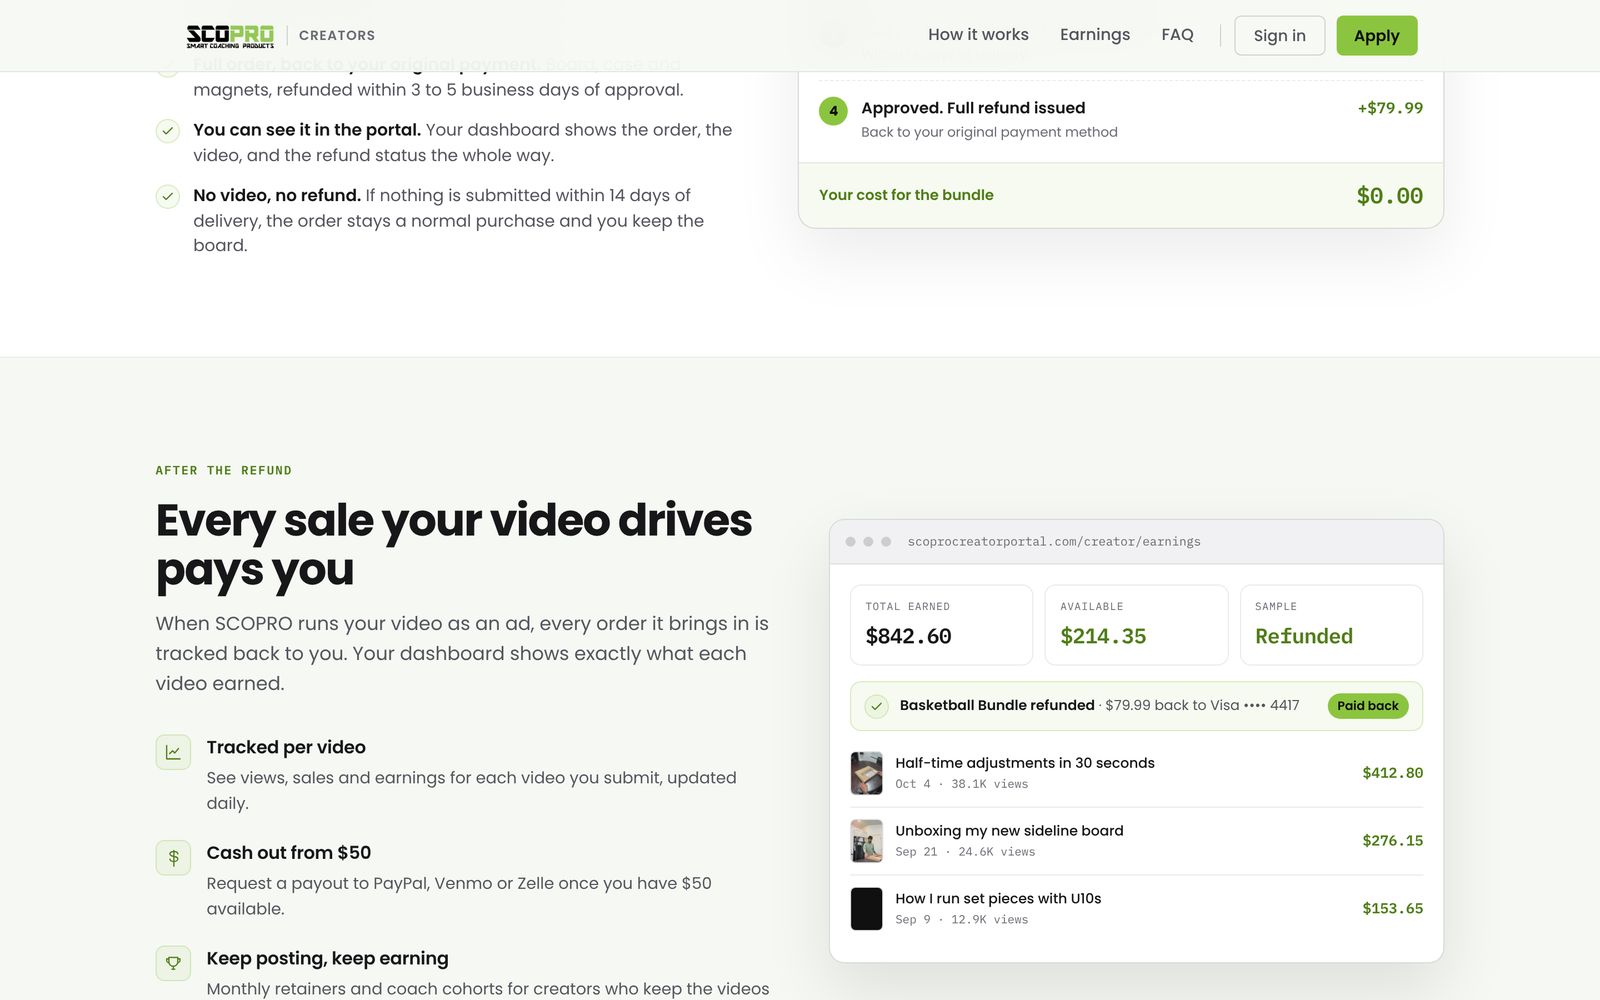 SCOPRO
SMART COACHING PRODUCTS
CREATORS
How it works
Earnings
FAQ
Sign in
Apply
Full order, back to your original payment. Board, case and
magnets, refunded within 3 to 5 business days of approval.
You can see it in the portal. Your dashboard shows the order, the
video, and the refund status the whole way.
No video, no refund. If nothing is submitted within 14 days of
delivery, the order stays a normal purchase and you keep the
board.
4
Approved. Full refund issued
+$79.99
Back to your original payment method
Your cost for the bundle
$0.00
AFTER THE REFUND
Every sale your video drives
pays you
When SCOPRO runs your video as an ad, every order it brings in is
tracked back to you. Your dashboard shows exactly what each
video earned.
Tracked per video
See views, sales and earnings for each video you submit, updated
daily.
Cash out from $50
Request a payout to PayPal, Venmo or Zelle once you have $50
available.
Keep posting, keep earning
Monthly retainers and coach cohorts for creators who keep the videos
scoprocreatorportal.com/creator/earnings
TOTAL EARNED
$842.60
AVAILABLE
$214.35
SAMPLE
Refunded
Basketball Bundle refunded · $79.99 back to Visa •••• 4417
Paid back
Half-time adjustments in 30 seconds
Oct 4 · 38.1K views
$412.80
Unboxing my new sideline board
Sep 21 · 24.6K views
$276.15
How I run set pieces with U10s
Sep 9 · 12.9K views
$153.65